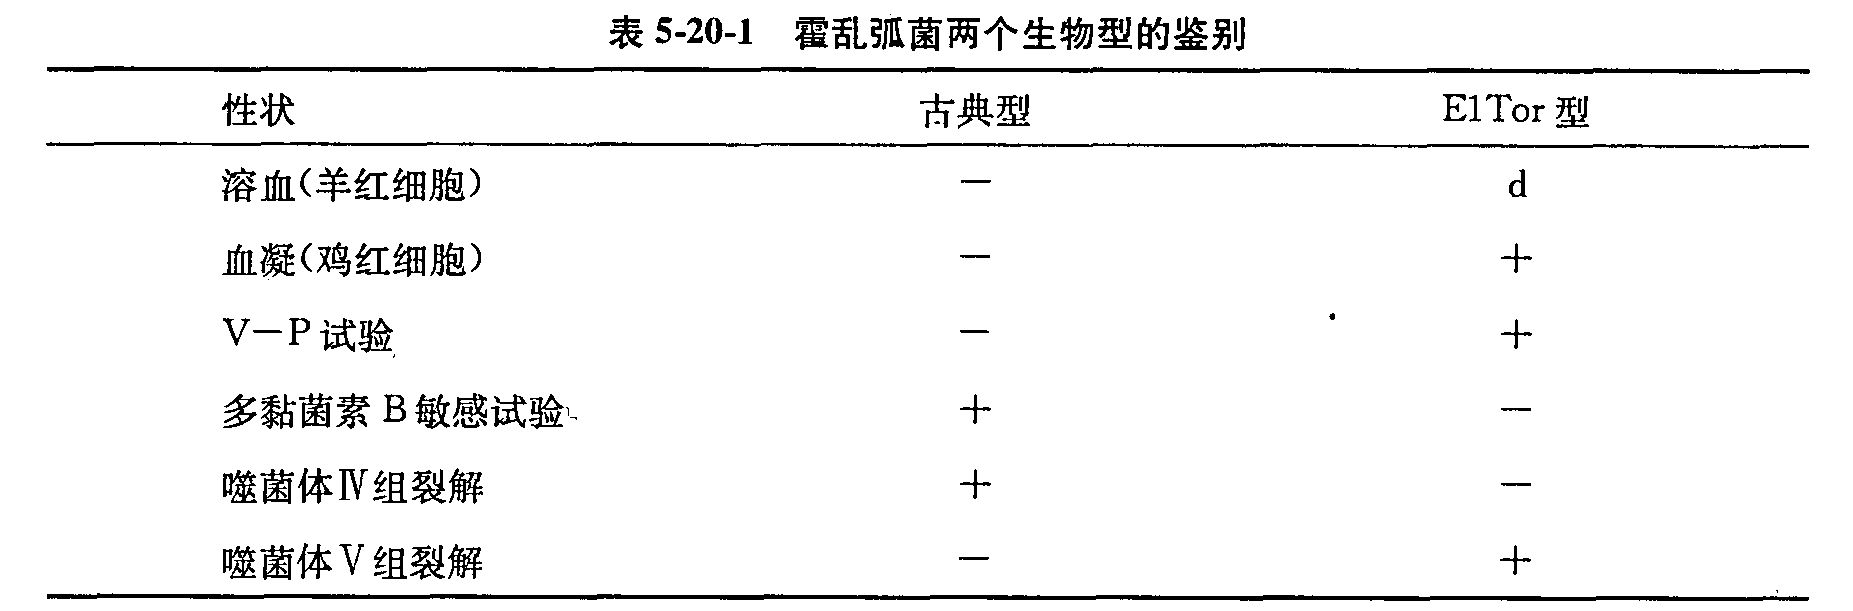 表 5-20-1 霍乱弧菌两个生物型的鉴别
性状 古典型 ElTor 型
溶血(羊红细胞) － d
血凝(鸡红细胞) － ＋
V－P 试验 － ＋
多黏菌素 B 敏感试验 ＋ －
噬菌体Ⅳ组裂解 ＋ －
噬菌体Ⅴ组裂解 － ＋